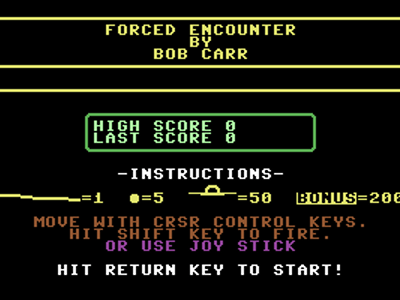 FORCED ENCOUNTER
BY
BOB CARR
HIGH SCORE 0
LAST SCORE 0
-INSTRUCTIONS-
=1 =5 =50 BONUS=200
MOVE WITH CRSR CONTROL KEYS.
HIT SHIFT KEY TO FIRE.
OR USE JOY STICK
HIT RETURN KEY TO START!